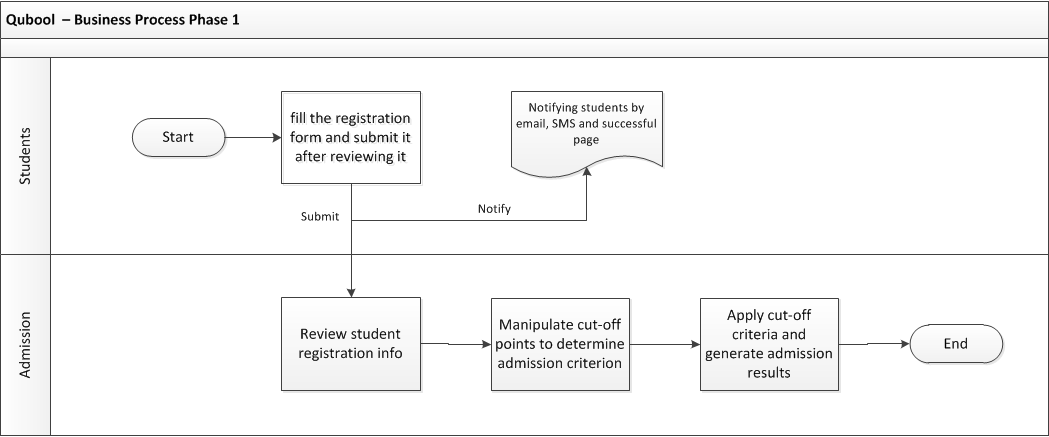 Qubool – Business Process Phase 1
Students
Start
fill the registration
form and submit it
after reviewing it
Notifying students by
email, SMS and successful
page
Submit
Notify
Admission
Review student
registration info
Manipulate cut-off
points to determine
admission criterion
Apply cut-off
criteria and
generate admission
results
End